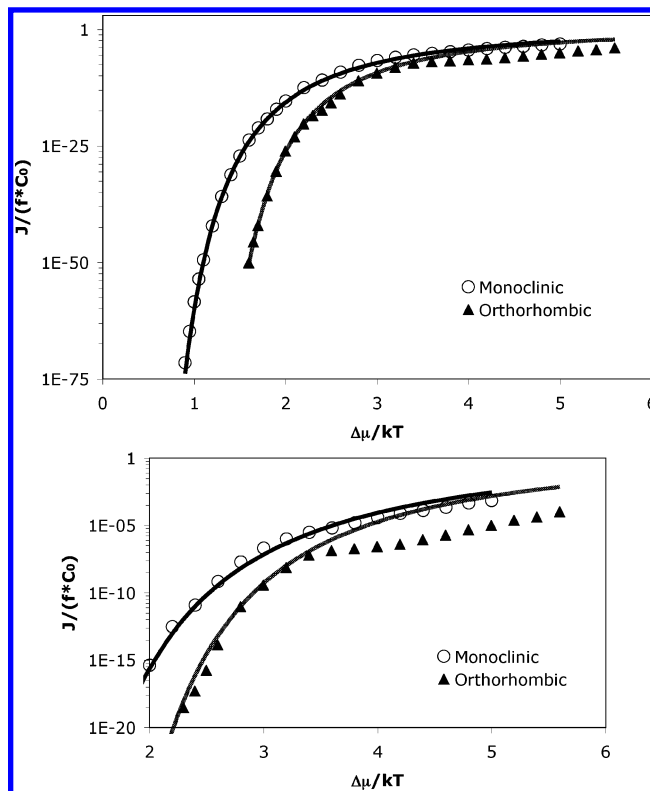 1
1E-25
1E-50
1E-75
J/(f*C₀)
0
1
2
3
4
5
6
Δμ/kT
Monoclinic
Orthorhombic
1
1E-05
1E-10
1E-15
1E-20
J/(f*C₀)
2
3
4
5
6
Δμ/kT
Monoclinic
Orthorhombic